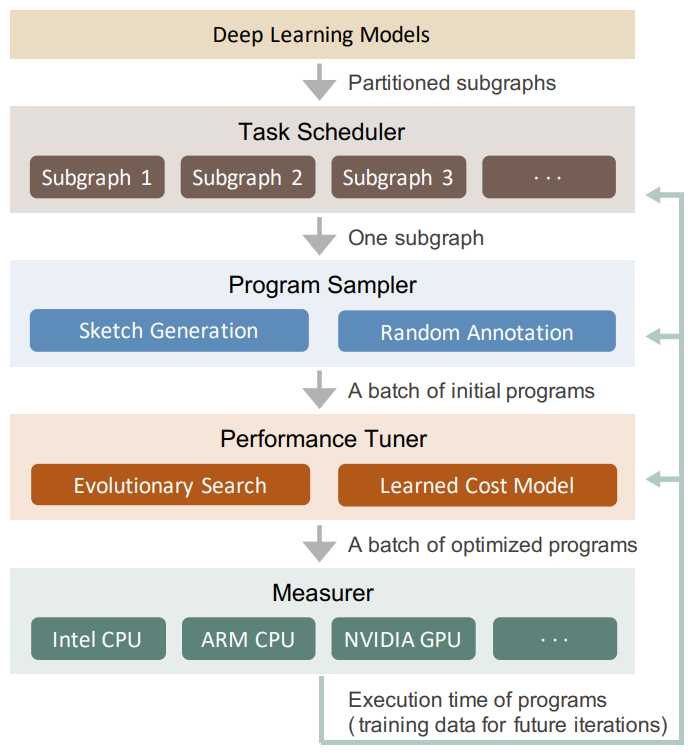 Deep Learning Models
Partitioned subgraphs
Task Scheduler
Subgraph 1 Subgraph 2 Subgraph 3 · · ·
One subgraph
Program Sampler
Sketch Generation Random Annotation
A batch of initial programs
Performance Tuner
Evolutionary Search Learned Cost Model
A batch of optimized programs
Measurer
Intel CPU ARM CPU NVIDIA GPU · · ·
Execution time of programs
(training data for future iterations)